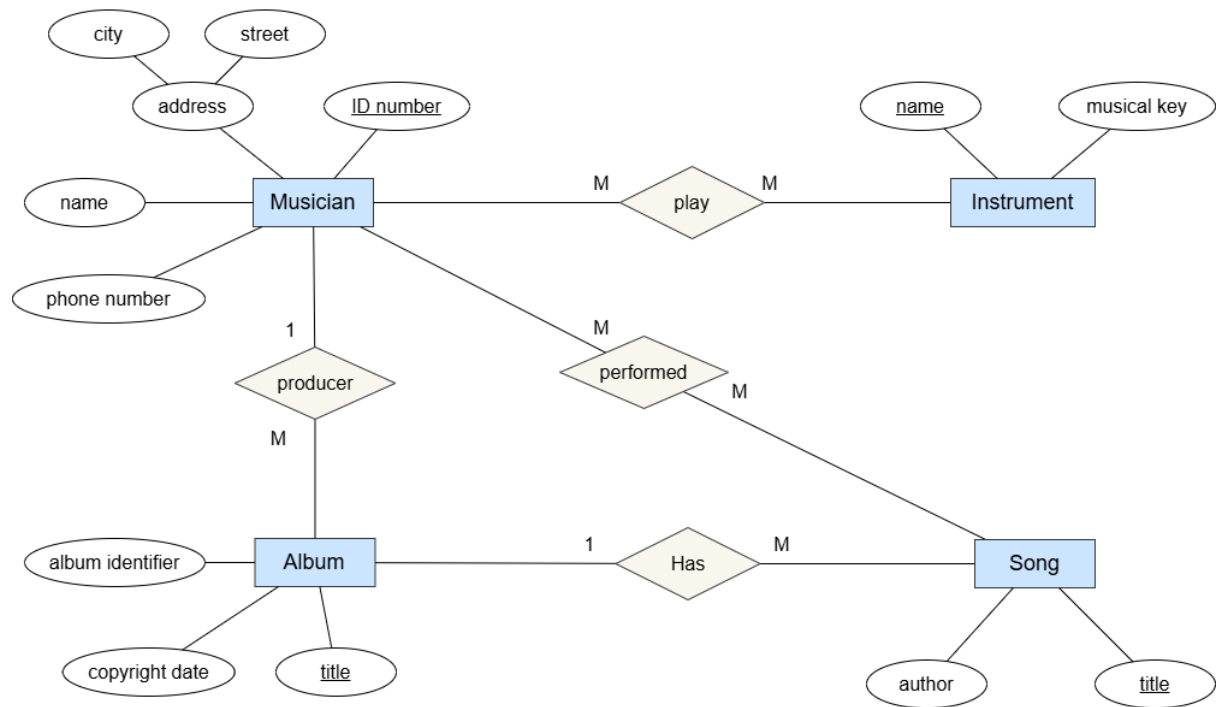 city
street
address
ID number
name
musical key
name
Musician
M
play
M
Instrument
phone number
1
M
performed
producer
M
M
album identifier
Album
1
Has
M
Song
copyright date
title
author
title